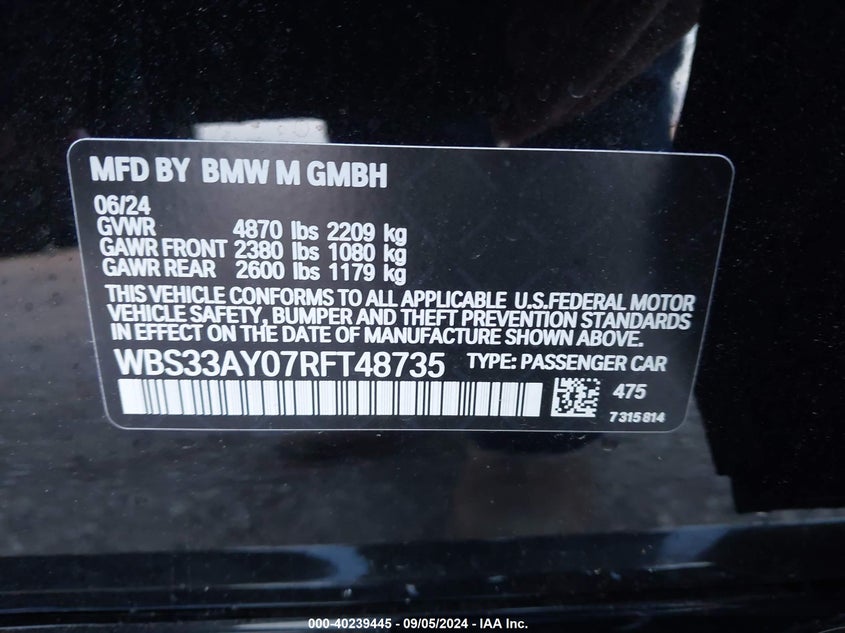 MFD BY BMW M GMBH
06/24
GVWR 4870 lbs 2209 kg
GAWR FRONT 2380 lbs 1080 kg
GAWR REAR 2600 lbs 1179 kg
THIS VEHICLE CONFORMS TO ALL APPLICABLE U.S.FEDERAL MOTOR
VEHICLE SAFETY, BUMPER AND THEFT PREVENTION STANDARDS
IN EFFECT ON THE DATE OF MANUFACTURE SHOWN ABOVE.
WBS33AY07RFT48735 TYPE: PASSENGER CAR
475
7 315 814
000-40239445 - 09/05/2024 - © IAA Inc.